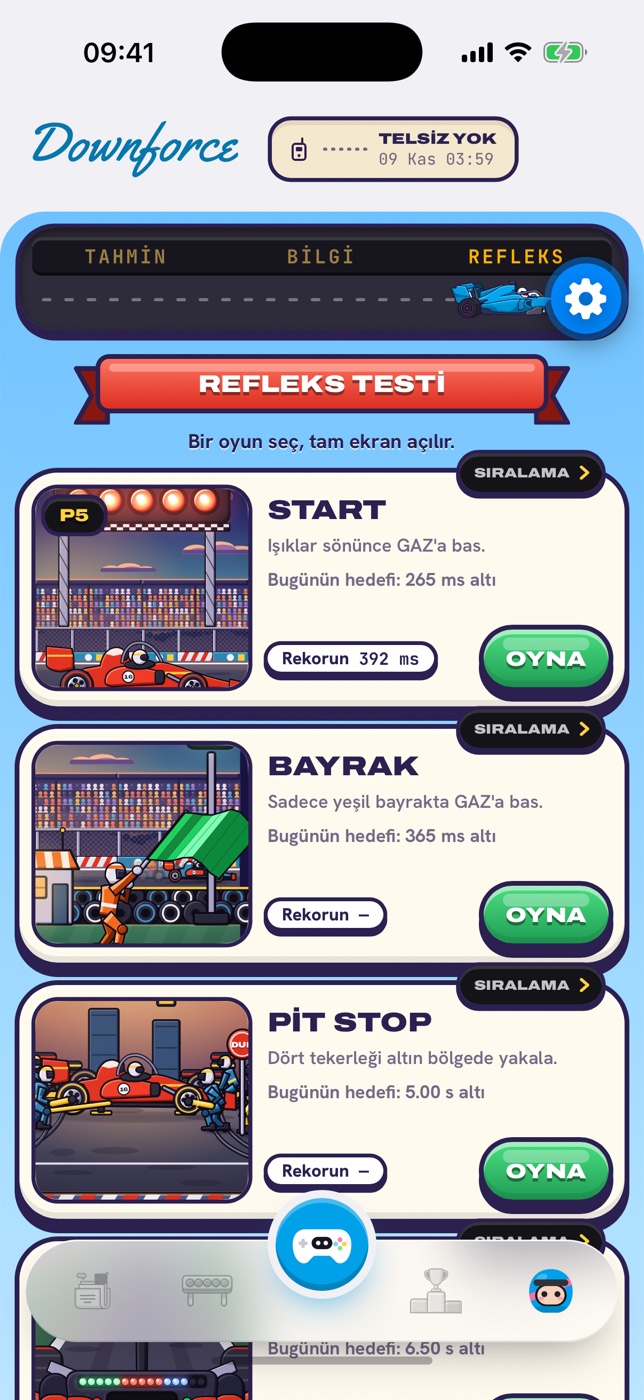 09:41
Downforce
TELSİZ YOK
09 Kas 03:59
TAHMİN
BİLGİ
REFLEKS
REFLEKS TESTİ
Bir oyun seç, tam ekran açılır.
SIRALAMA
P5
START
Işıklar sönünce GAZ'a bas.
Bugünün hedefi: 265 ms altı
16
Rekorun 392 ms
OYNA
SIRALAMA
BAYRAK
Sadece yeşil bayrakta GAZ'a bas.
Bugünün hedefi: 365 ms altı
Rekorun –
OYNA
SIRALAMA
PİT STOP
Dört tekerleği altın bölgede yakala.
Bugünün hedefi: 5.00 s altı
16
Rekorun –
OYNA
SIRALAMA
Bugünün hedefi: 6.50 s altı